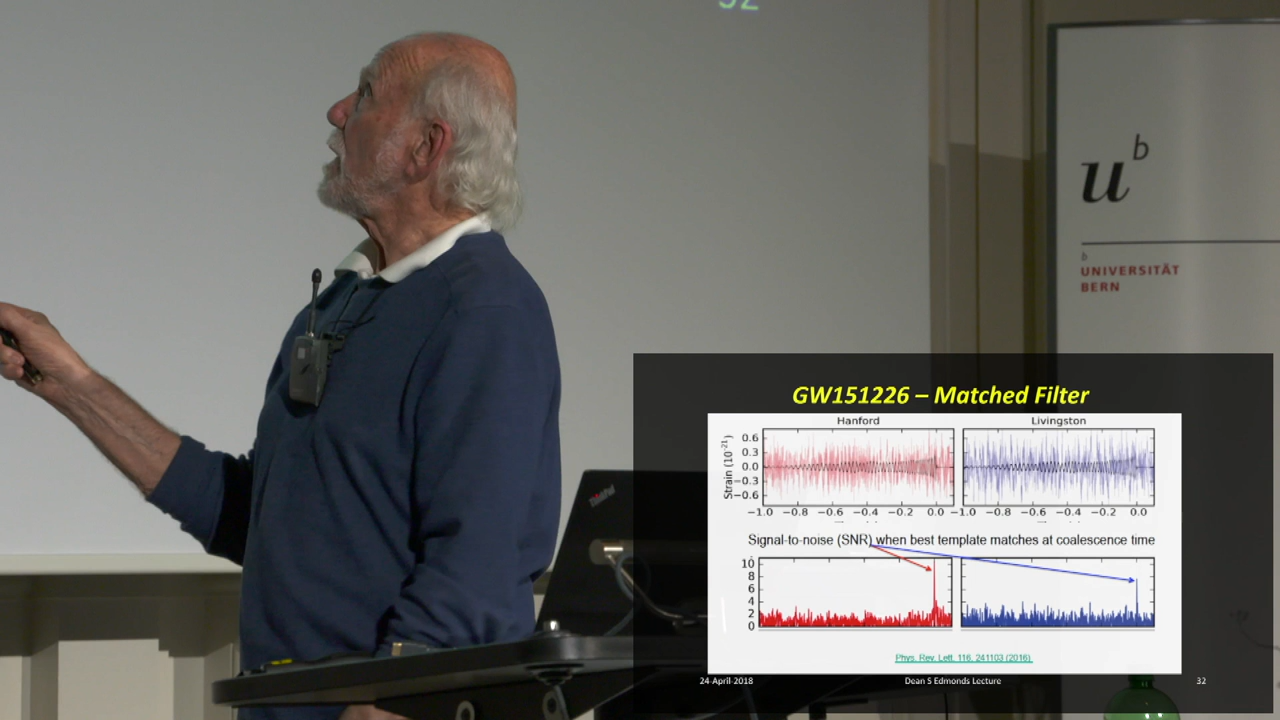 32
u^b
b
UNIVERSITÄT
BERN
ThinkPad
GW151226 – Matched Filter
Hanford Livingston
Strain (10^-21)
0.6
0.3
0.0
−0.3
−0.6
−1.0 −0.8 −0.6 −0.4 −0.2 0.0 −1.0 −0.8 −0.6 −0.4 −0.2 0.0
Signal-to-noise (SNR) when best template matches at coalescence time
10
8
6
4
2
0
Phys. Rev. Lett. 116, 241103 (2016)
24-April-2018 Dean S Edmonds Lecture 32